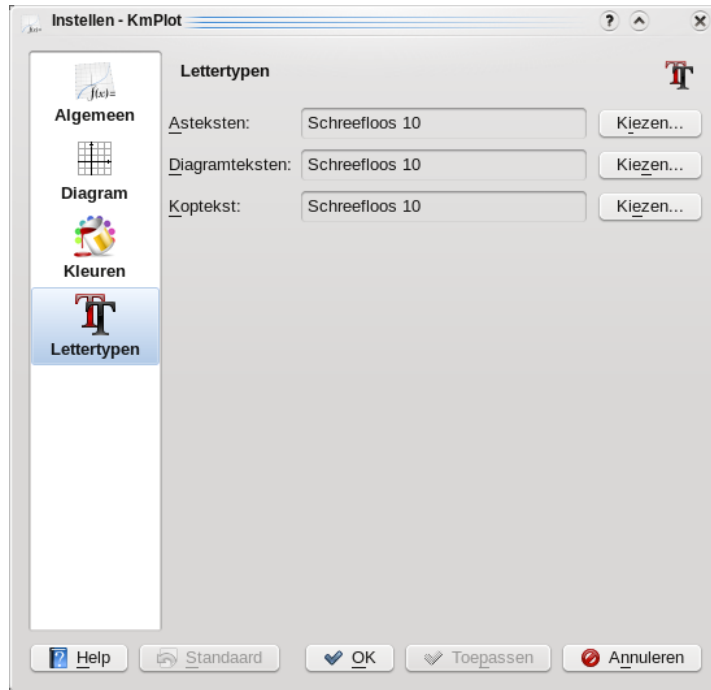 Instellen - KmPlot
Algemeen
Diagram
Kleuren
Lettertypen
Lettertypen
Asteksten: Schreefloos 10 Kiezen...
Diagramteksten: Schreefloos 10 Kiezen...
Koptekst: Schreefloos 10 Kiezen...
Help Standaard OK Toepassen Annuleren